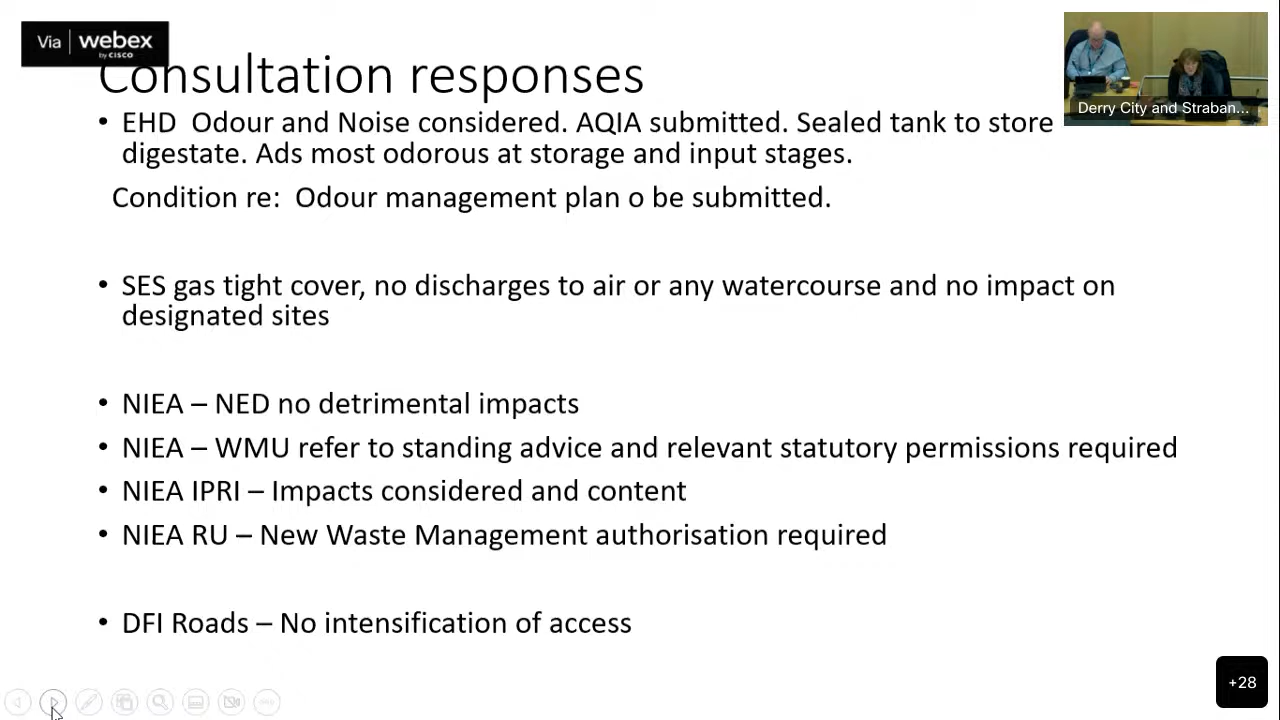 Via webex
by CISCO
Consultation responses
• EHD  Odour and Noise considered. AQIA submitted. Sealed tank to store
digestate. Ads most odorous at storage and input stages.
Condition re:  Odour management plan o be submitted.
• SES gas tight cover, no discharges to air or any watercourse and no impact on
designated sites
• NIEA – NED no detrimental impacts
• NIEA – WMU refer to standing advice and relevant statutory permissions required
• NIEA IPRI – Impacts considered and content
• NIEA RU – New Waste Management authorisation required
• DFI Roads – No intensification of access
Derry City and Straban...
+28